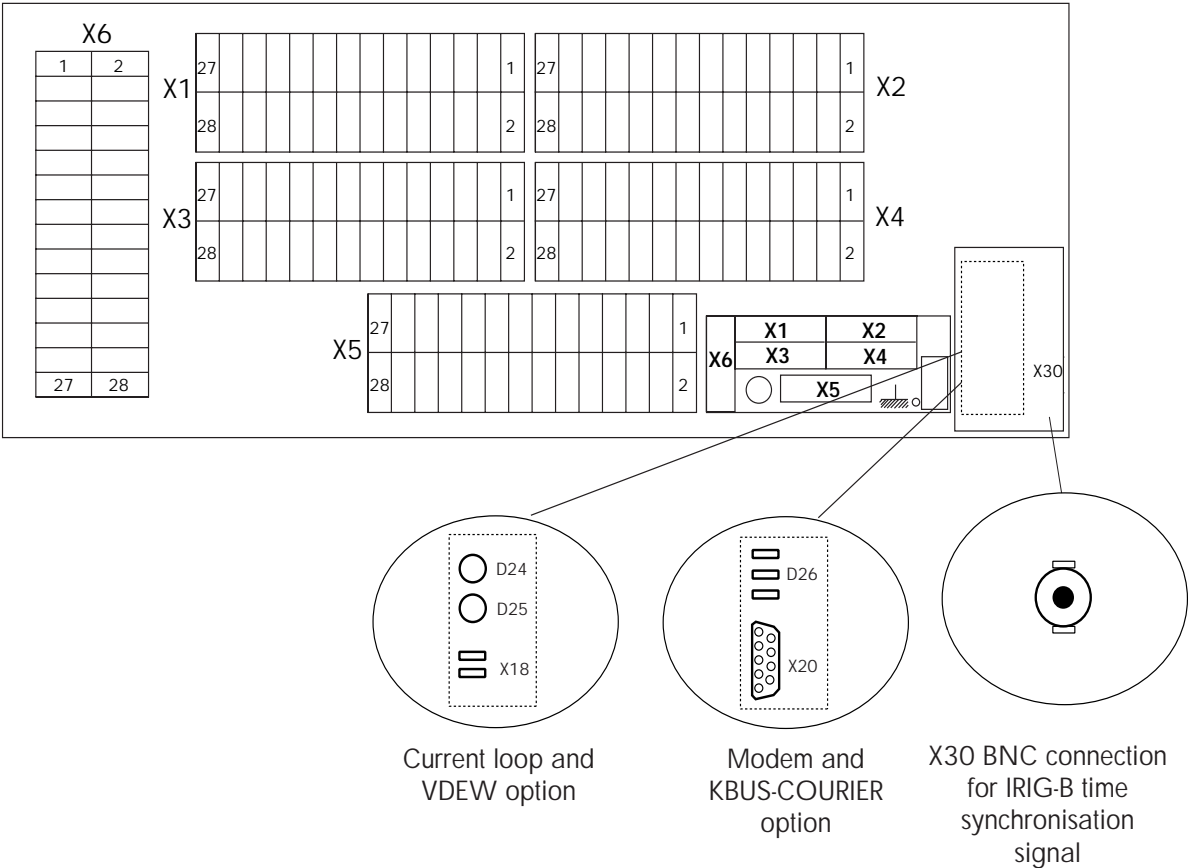 X6
1 2
27 28
X1
27 1
28 2
27 1
28 2
X2
X3
27 1
28 2
27 1
28 2
X4
X5
27 1
28 2
X6
X1 X2
X3 X4
X5
X30
D24
D25
X18
D26
X20
Current loop and
VDEW option
Modem and
KBUS-COURIER
option
X30 BNC connection
for IRIG-B time
synchronisation
signal